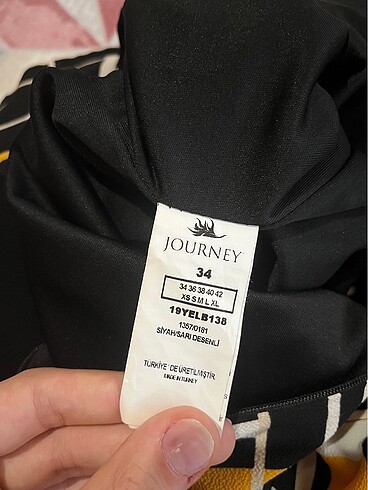 JOURNEY
34
34 36 38 40 42
XS S M L XL
19YELB138
1357/0181
SİYAH/SARI DESENLİ
TÜRKİYE'DE ÜRETİLMİŞTİR.
MADE IN TURKEY